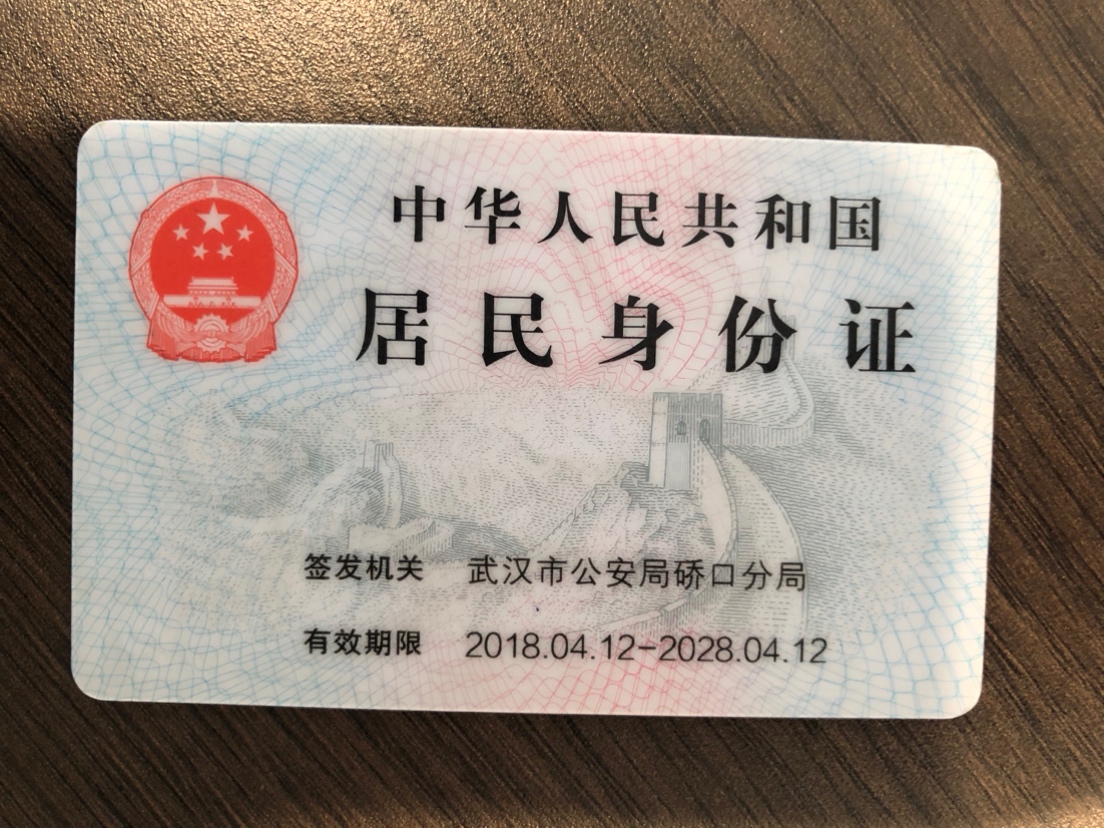 中华人民共和国
居民身份证
签发机关 武汉市公安局硚口分局
有效期限 2018.04.12-2028.04.12